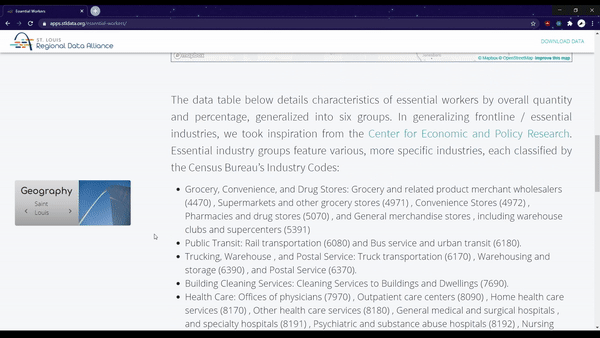 Essential Workers
apps.stldata.org/essential-workers/
ST. LOUIS
Regional Data Alliance
DOWNLOAD DATA
mapbox
© Mapbox © OpenStreetMap Improve this map
The data table below details characteristics of essential workers by overall quantity
and percentage, generalized into six groups. In generalizing frontline / essential
industries, we took inspiration from the Center for Economic and Policy Research.
Essential industry groups feature various, more specific industries, each classified by
the Census Bureau's Industry Codes:
Geography
Saint
Louis
• Grocery, Convenience, and Drug Stores: Grocery and related product merchant wholesalers
(4470) , Supermarkets and other grocery stores (4971) , Convenience Stores (4972) ,
Pharmacies and drug stores (5070) , and General merchandise stores , including warehouse
clubs and supercenters (5391)
• Public Transit: Rail transportation (6080) and Bus service and urban transit (6180).
• Trucking, Warehouse , and Postal Service: Truck transportation (6170) , Warehousing and
storage (6390) , and Postal Service (6370).
• Building Cleaning Services: Cleaning Services to Buildings and Dwellings (7690).
• Health Care: Offices of physicians (7970) , Outpatient care centers (8090) , Home health care
services (8170) , Other health care services (8180) , General medical and surgical hospitals ,
and specialty hospitals (8191) , Psychiatric and substance abuse hospitals (8192) , Nursing